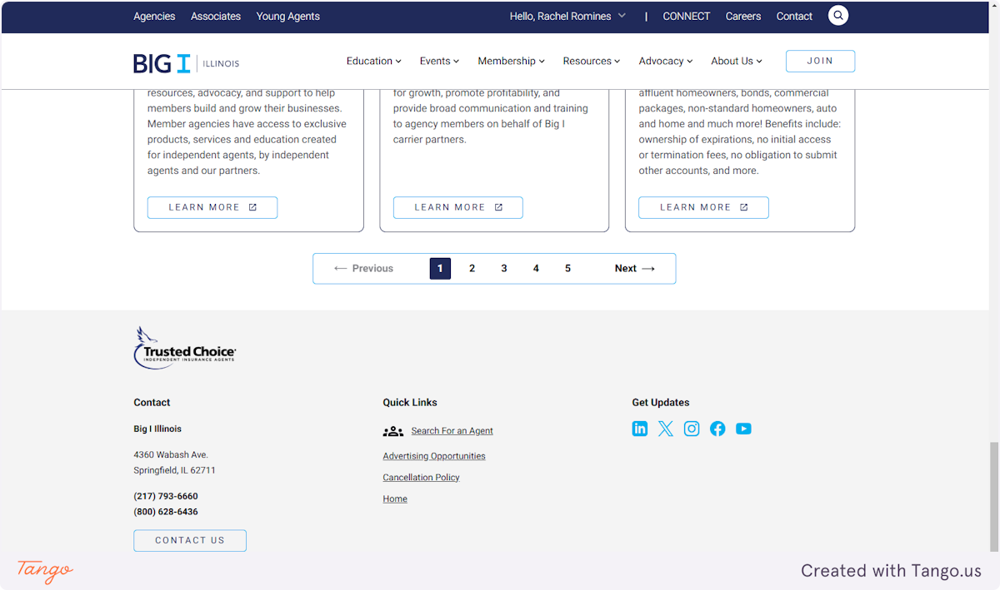 Agencies Associates Young Agents Hello, Rachel Romines | CONNECT Careers Contact
BIG I ILLINOIS Education Events Membership Resources Advocacy About Us JOIN
resources, advocacy, and support to help
members build and grow their businesses.
Member agencies have access to exclusive
products, services and education created
for independent agents, by independent
agents and our partners.
LEARN MORE
for growth, promote profitability, and
provide broad communication and training
to agency members on behalf of Big I
carrier partners.
LEARN MORE
affluent homeowners, bonds, commercial
packages, non-standard homeowners, auto
and home and much more! Benefits include:
ownership of expirations, no initial access
or termination fees, no obligation to submit
other accounts, and more.
LEARN MORE
← Previous 1 2 3 4 5 Next →
Trusted Choice
INDEPENDENT INSURANCE AGENTS
Contact
Big I Illinois
4360 Wabash Ave.
Springfield, IL 62711
(217) 793-6660
(800) 628-6436
CONTACT US
Quick Links
Search For an Agent
Advertising Opportunities
Cancellation Policy
Home
Get Updates
Tango
Created with Tango.us